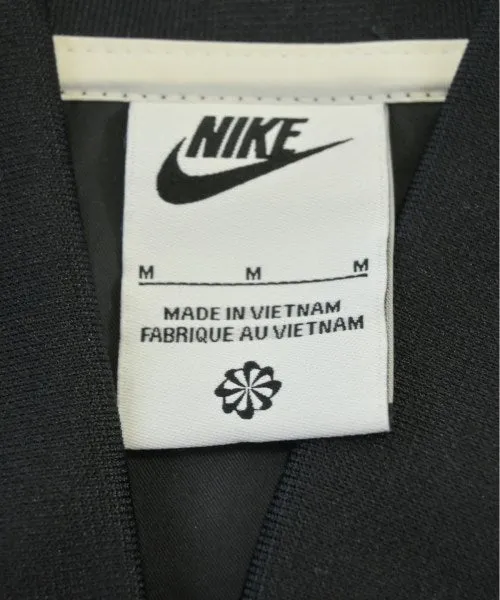 NIKE
M M M
MADE IN VIETNAM
FABRIQUE AU VIETNAM